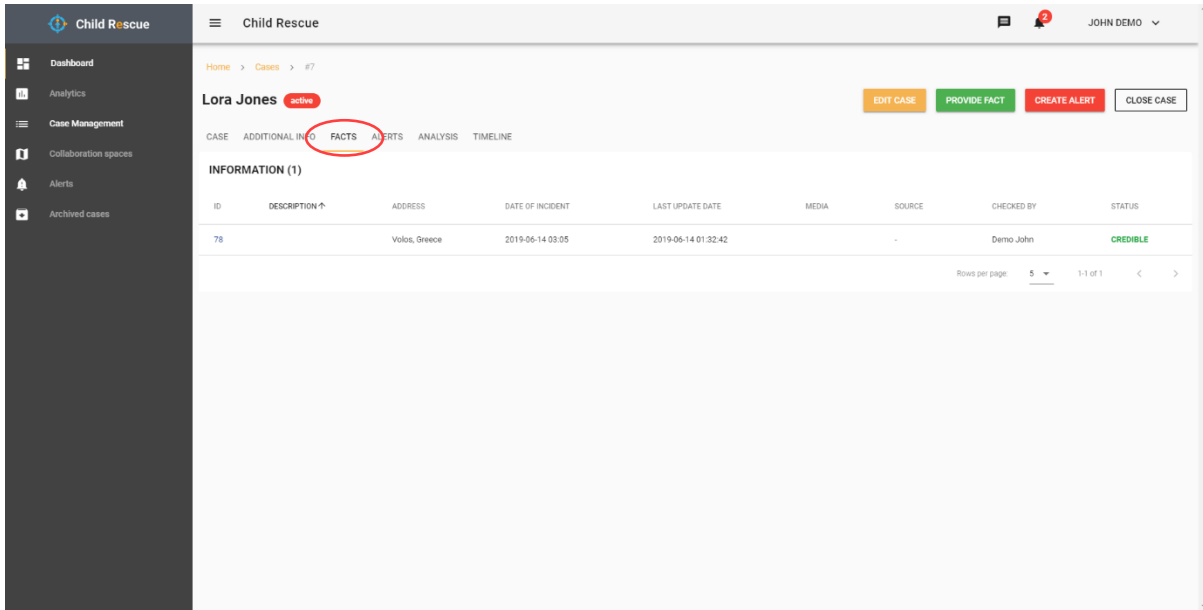 Child Rescue
Child Rescue
2
JOHN DEMO
Dashboard
Analytics
Case Management
Collaboration spaces
Alerts
Archived cases
Home > Cases > #7
Lora Jones active
EDIT CASE PROVIDE FACT CREATE ALERT CLOSE CASE
CASE ADDITIONAL INFO FACTS ALERTS ANALYSIS TIMELINE
INFORMATION (1)
ID DESCRIPTION↑ ADDRESS DATE OF INCIDENT LAST UPDATE DATE MEDIA SOURCE CHECKED BY STATUS
78 Volos, Greece 2019-06-14 03:05 2019-06-14 01:32:42 - Demo John CREDIBLE
Rows per page: 5 1-1 of 1 < >